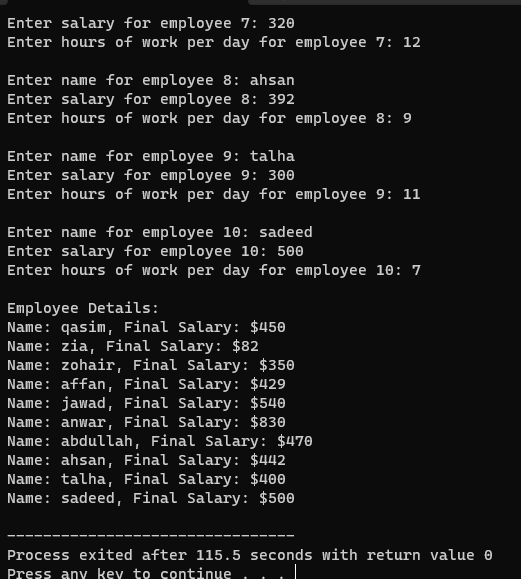 Enter salary for employee 7: 320
Enter hours of work per day for employee 7: 12
Enter name for employee 8: ahsan
Enter salary for employee 8: 392
Enter hours of work per day for employee 8: 9
Enter name for employee 9: talha
Enter salary for employee 9: 300
Enter hours of work per day for employee 9: 11
Enter name for employee 10: sadeed
Enter salary for employee 10: 500
Enter hours of work per day for employee 10: 7
Employee Details:
Name: qasim, Final Salary: $450
Name: zia, Final Salary: $82
Name: zohair, Final Salary: $350
Name: affan, Final Salary: $429
Name: jawad, Final Salary: $540
Name: anwar, Final Salary: $830
Name: abdullah, Final Salary: $470
Name: ahsan, Final Salary: $442
Name: talha, Final Salary: $400
Name: sadeed, Final Salary: $500
--------------------------------
Process exited after 115.5 seconds with return value 0
Press any key to continue . . .